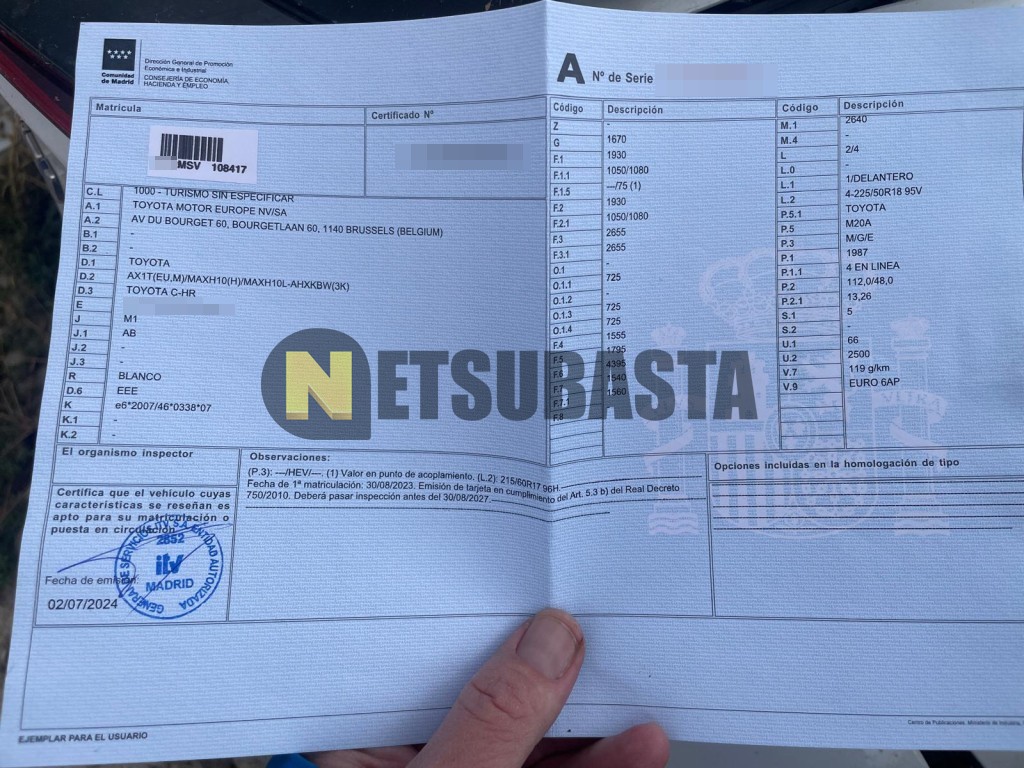 Comunidad
de Madrid
Dirección General de Promoción
Económica e Industrial
CONSEJERÍA DE ECONOMÍA,
HACIENDA Y EMPLEO
A Nº de Serie
Matrícula
Certificado Nº
MSV 108417
C.L 1000 - TURISMO SIN ESPECIFICAR
A.1 TOYOTA MOTOR EUROPE NV/SA
A.2 AV DU BOURGET 60, BOURGETLAAN 60, 1140 BRUSSELS (BELGIUM)
B.1 -
B.2 -
D.1 TOYOTA
D.2 AX1T(EU,M)/MAXH10(H)/MAXH10L-AHXKBW(3K)
D.3 TOYOTA C-HR
E
J M1
J.1 AB
J.2 -
J.3 -
R BLANCO
D.6 EEE
K e6*2007/46*0338*07
K.1 -
K.2 -
Código Descripción
Z -
G 1670
F.1 1930
F.1.1 1050/1080
F.1.5 ---/75 (1)
F.2 1930
F.2.1 1050/1080
F.3 2655
F.3.1 2655
O.1 -
O.1.1 725
O.1.2 -
O.1.3 725
O.1.4 725
F.4 1555
F.5 1795
F.6 4395
F.7 1540
F.7.1 1560
F.8
Código Descripción
M.1 2640
M.4 -
L 2/4
L.0 -
L.1 1/DELANTERO
L.2 4-225/50R18 95V
P.5.1 TOYOTA
P.5 M20A
P.3 M/G/E
P.1 1987
P.1.1 4 EN LINEA
P.2 112,0/48,0
P.2.1 13,26
S.1 5
S.2 -
U.1 66
U.2 2500
V.7 119 g/km
V.9 EURO 6AP
NETSUBASTA
El organismo inspector
Certifica que el vehículo cuyas
características se reseñan es
apto para su matriculación o
puesta en circulación
GENERAL DE SERVICIOS ITV, S.A. ENTIDAD AUTORIZADA
2852
itv
MADRID
Fecha de emisión:
02/07/2024
Observaciones:
(P.3): ---/HEV/---. (1) Valor en punto de acoplamiento. (L.2): 215/60R17 96H.
Fecha de 1ª matriculación: 30/08/2023. Emisión de tarjeta en cumplimiento del Art. 5.3 b) del Real Decreto
750/2010. Deberá pasar inspección antes del 30/08/2027.
Opciones incluidas en la homologación de tipo
EJEMPLAR PARA EL USUARIO
Centro de Publicaciones. Ministerio de Industria,